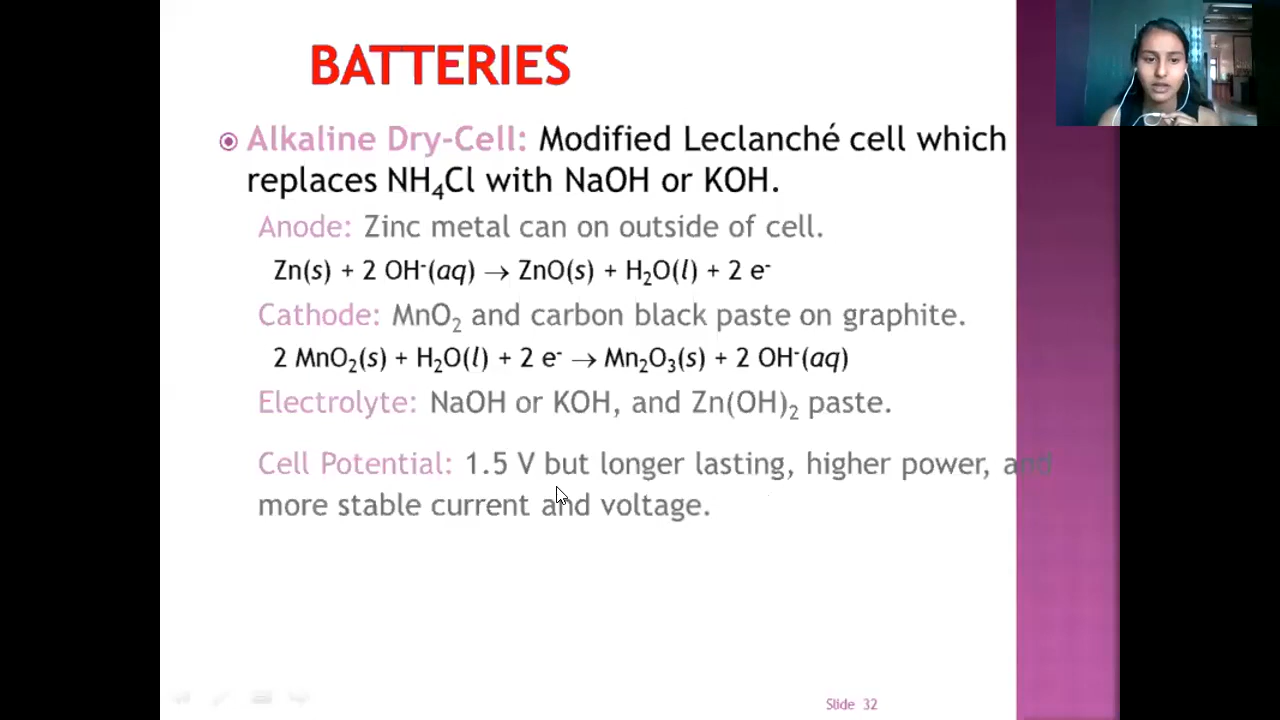 BATTERIES
Alkaline Dry-Cell: Modified Leclanché cell which
replaces NH₄Cl with NaOH or KOH.
Anode: Zinc metal can on outside of cell.
Zn(s) + 2 OH⁻(aq) → ZnO(s) + H₂O(l) + 2 e⁻
Cathode: MnO₂ and carbon black paste on graphite.
2 MnO₂(s) + H₂O(l) + 2 e⁻ → Mn₂O₃(s) + 2 OH⁻(aq)
Electrolyte: NaOH or KOH, and Zn(OH)₂ paste.
Cell Potential: 1.5 V but longer lasting, higher power, and
more stable current and voltage.
Slide 32